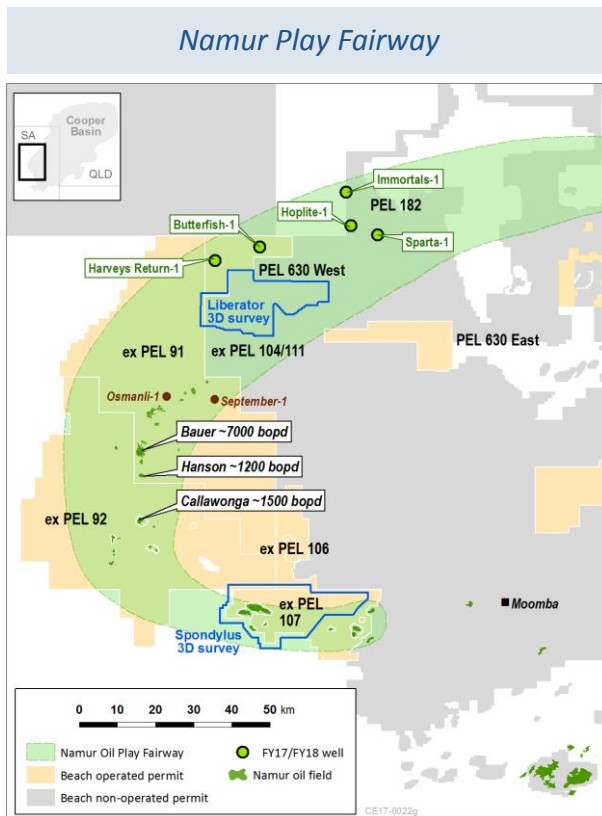 Namur Play Fairway
SA
Cooper
Basin
QLD
Immortals-1
PEL 182
Hoplite-1
Butterfish-1
Sparta-1
Harveys Return-1
PEL 630 West
Liberator
3D survey
PEL 630 East
ex PEL 91
ex PEL 104/111
Osmanli-1
September-1
Bauer ~7000 bopd
Hanson ~1200 bopd
Callawonga ~1500 bopd
ex PEL 92
ex PEL 106
ex PEL
107
Moomba
Spondylus
3D survey
0 10 20 30 40 50
km
Namur Oil Play Fairway
FY17/FY18 well
Beach operated permit
Namur oil field
Beach non-operated permit
CE17-0022g